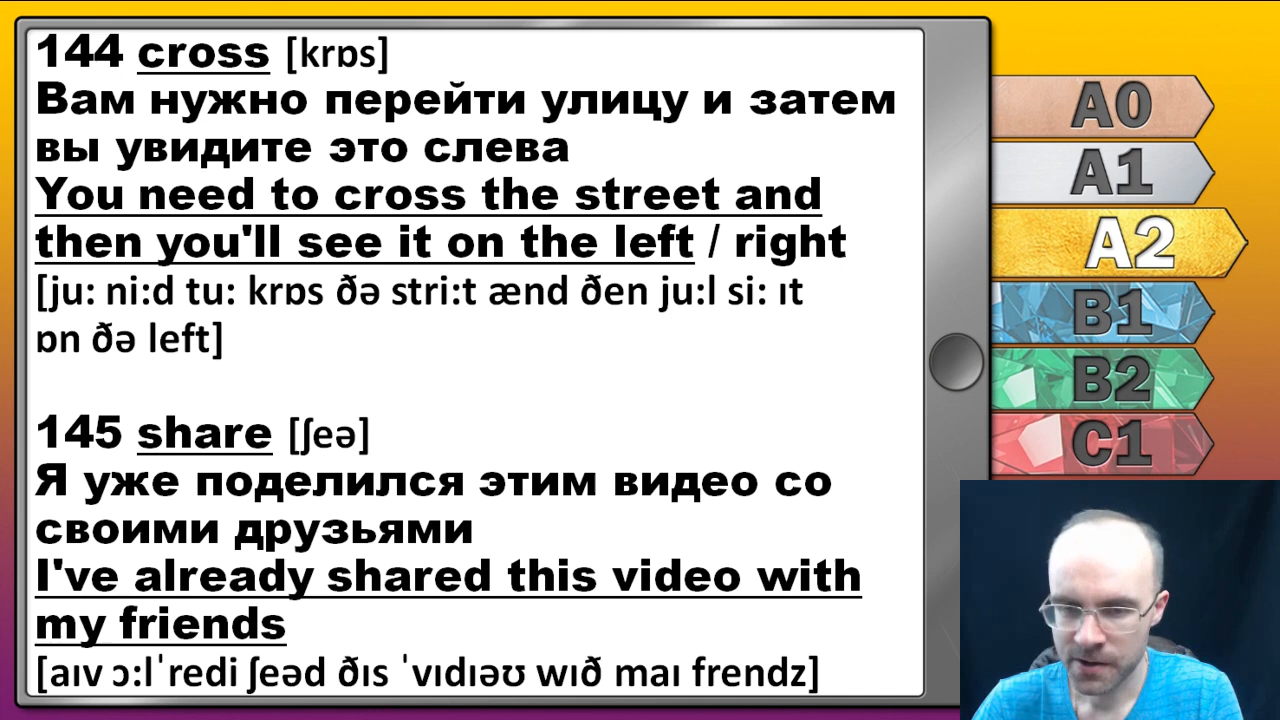 144 cross [krɒs]
Вам нужно перейти улицу и затем
вы увидите это слева
You need to cross the street and
then you'll see it on the left / right
[ju: ni:d tu: krɒs ðə stri:t ænd ðen ju:l si: ɪt
ɒn ðə left]
145 share [ʃeə]
Я уже поделился этим видео со
своими друзьями
I've already shared this video with
my friends
[aɪv ɔ:lˈredi ʃeəd ðɪs ˈvɪdɪəʊ wɪð maɪ frendz]
A0
A1
A2
B1
B2
C1